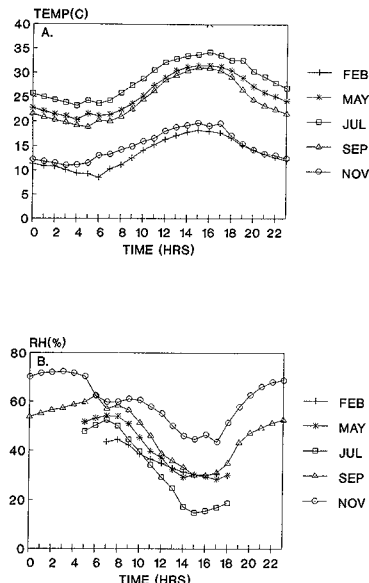 TEMP(C)
40
A.
35
30
25
20
15
10
5
0
0 2 4 6 8 10 12 14 16 18 20 22
TIME (HRS)
FEB
MAY
JUL
SEP
NOV
RH(%)
80
B.
60
40
20
0
0 2 4 6 8 10 12 14 16 18 20 22
TIME (HRS)
FEB
MAY
JUL
SEP
NOV